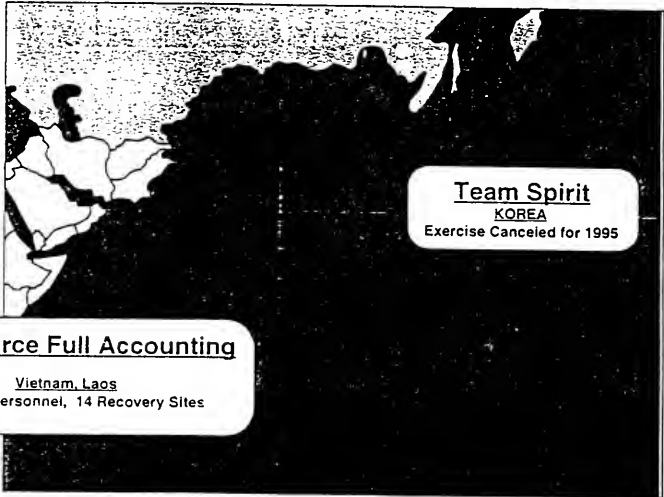 Team Spirit
KOREA
Exercise Canceled for 1995
rce Full Accounting
Vietnam, Laos
ersonnel, 14 Recovery Sites